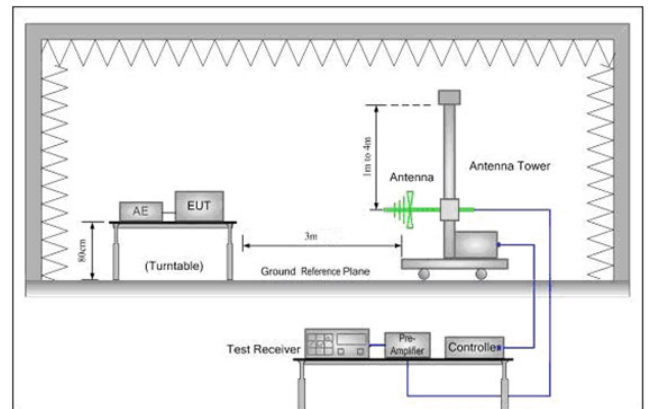 1m to 4m
Antenna
Antenna Tower
AE
EUT
80cm
3m
(Turntable)
Ground Reference Plane
Test Receiver
Pre-
Amplifier
Controller